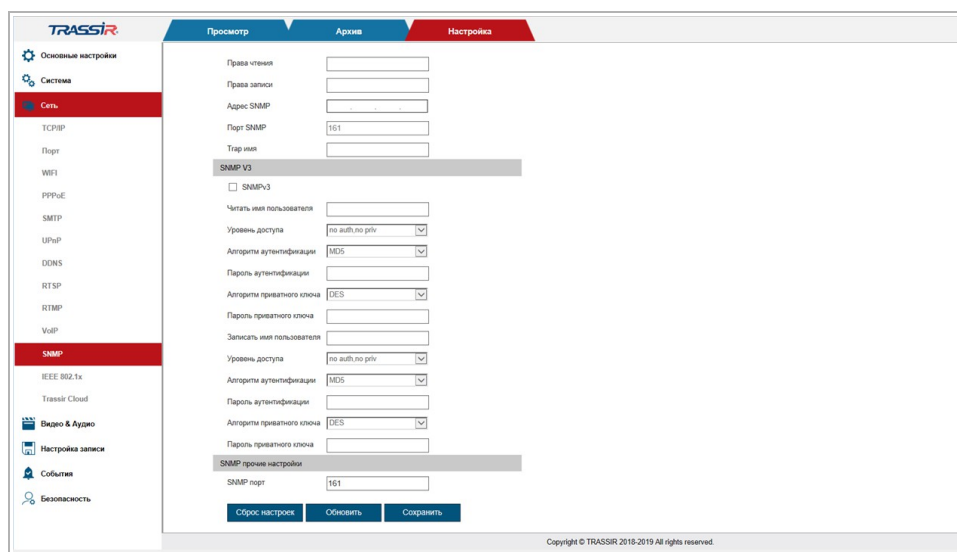 TRASSIR
Просмотр
Архив
Настройка
Основные настройки
Система
Сеть
TCP/IP
Порт
WIFI
PPPoE
SMTP
UPnP
DDNS
RTSP
RTMP
VoIP
SNMP
IEEE 802.1x
Trassir Cloud
Видео & Аудио
Настройка записи
События
Безопасность
Права чтения
Права записи
Адрес SNMP . . .
Порт SNMP 161
Trap имя
SNMP V3
SNMPv3
Читать имя пользователя
Уровень доступа no auth,no priv
Алгоритм аутентификации MD5
Пароль аутентификации
Алгоритм приватного ключа DES
Пароль приватного ключа
Записать имя пользователя
Уровень доступа no auth,no priv
Алгоритм аутентификации MD5
Пароль аутентификации
Алгоритм приватного ключа DES
Пароль приватного ключа
SNMP прочие настройки
SNMP порт 161
Сброс настроек
Обновить
Сохранить
Copyright © TRASSIR 2018-2019 All rights reserved.